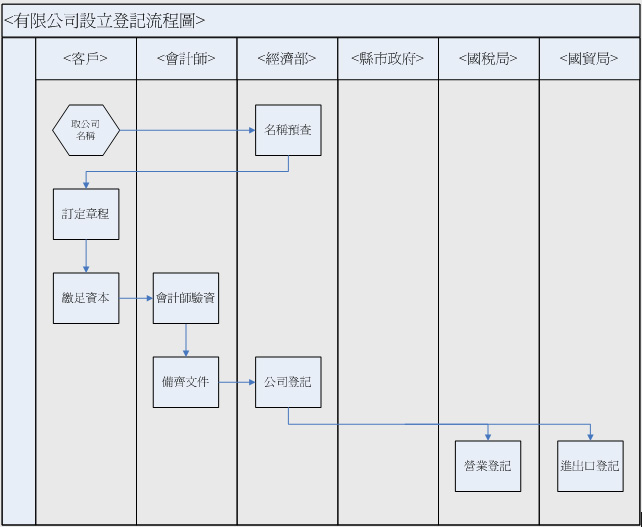 <有限公司設立登記流程圖>
<客戶>
<會計師>
<經濟部>
<縣市政府>
<國稅局>
<國貿局>
取公司
名稱
名稱預查
訂定章程
繳足資本
會計師驗資
備齊文件
公司登記
營業登記
進出口登記